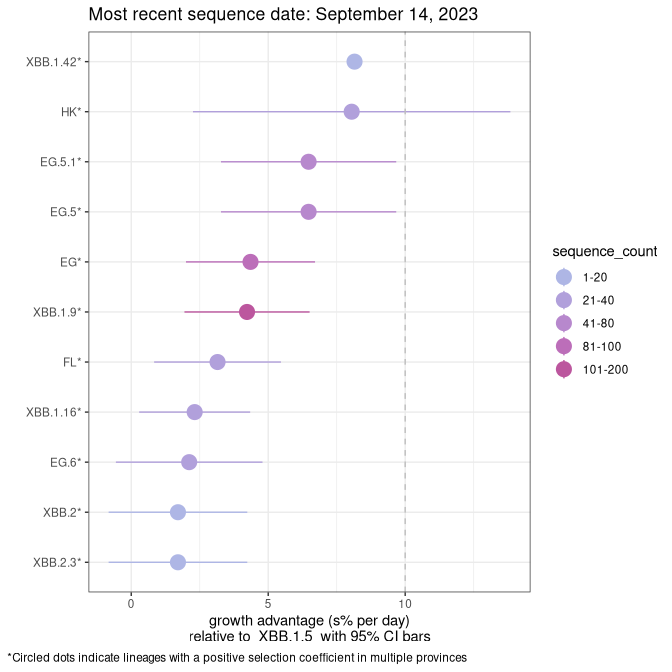 Most recent sequence date: September 14, 2023
XBB.1.42*
HK*
EG.5.1*
EG.5*
EG*
XBB.1.9*
FL*
XBB.1.16*
EG.6*
XBB.2*
XBB.2.3*
0 5 10
growth advantage (s% per day)
relative to  XBB.1.5  with 95% CI bars
sequence_count
1-20
21-40
41-80
81-100
101-200
*Circled dots indicate lineages with a positive selection coefficient in multiple provinces